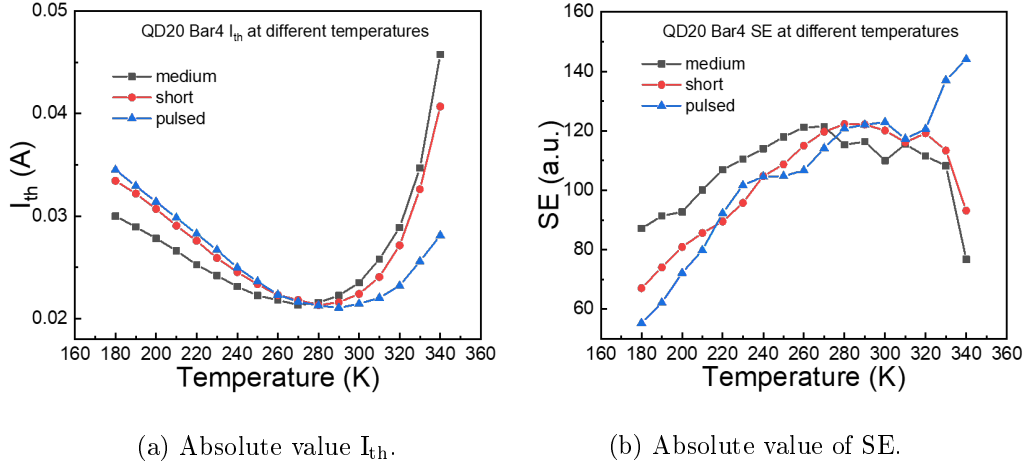 QD20 Bar4 Ith at different temperatures
medium
short
pulsed
0.05
0.04
0.03
0.02
Ith (A)
160 180 200 220 240 260 280 300 320 340 360
Temperature (K)
(a) Absolute value Ith.
QD20 Bar4 SE at different temperatures
medium
short
pulsed
160
140
120
100
80
60
SE (a.u.)
160 180 200 220 240 260 280 300 320 340 360
Temperature (K)
(b) Absolute value of SE.